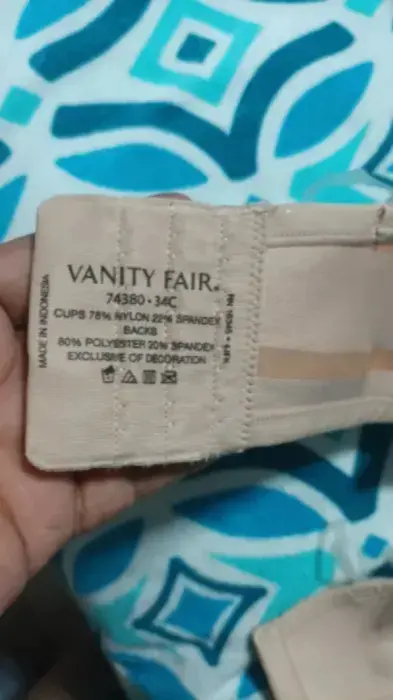 VANITY FAIR.
74380 • 34C
CUPS 78% NYLON 22% SPANDEX
BACKS
80% POLYESTER 20% SPANDEX
EXCLUSIVE OF DECORATION
MADE IN INDONESIA